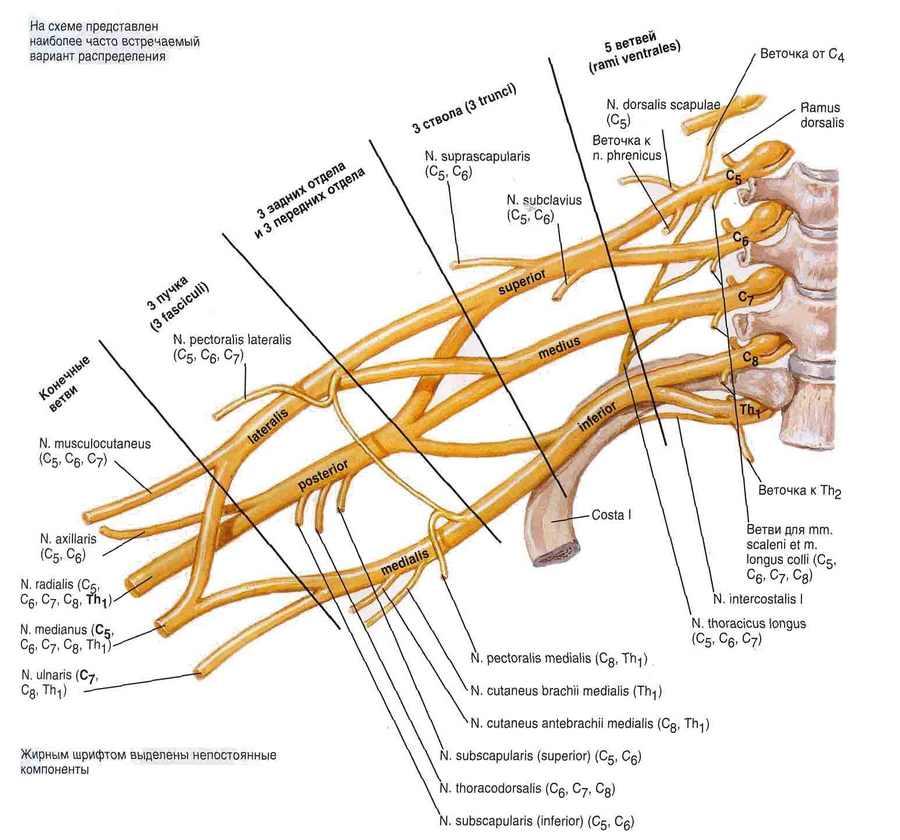 На схеме представлен
наиболее часто встречаемый
вариант распределения
5 ветвей
(rami ventrales)
Веточка от C4
3 ствола (3 trunci)
N. dorsalis scapulae
(C5)
Ramus
dorsalis
Веточка к
n. phrenicus
3 задних отдела
и 3 передних отдела
N. suprascapularis
(C5, C6)
N. subclavius
(C5, C6)
C5
C6
C7
C8
Th1
3 пучка
(3 fasciculi)
superior
medius
inferior
N. pectoralis lateralis
(C5, C6, C7)
Конечные
ветви
lateralis
posterior
medialis
N. musculocutaneus
(C5, C6, C7)
Costa I
Веточка к Th2
N. axillaris
(C5, C6)
Ветви для mm.
scaleni et m.
longus colli (C5,
C6, C7, C8)
N. radialis (C5,
C6, C7, C8, Th1)
N. intercostalis I
N. medianus (C5,
C6, C7, C8, Th1)
N. thoracicus longus
(C5, C6, C7)
N. ulnaris (C7,
C8, Th1)
N. pectoralis medialis (C8, Th1)
N. cutaneus brachii medialis (Th1)
N. cutaneus antebrachii medialis (C8, Th1)
N. subscapularis (superior) (C5, C6)
N. thoracodorsalis (C6, C7, C8)
N. subscapularis (inferior) (C5, C6)
Жирным шрифтом выделены непостоянные
компоненты